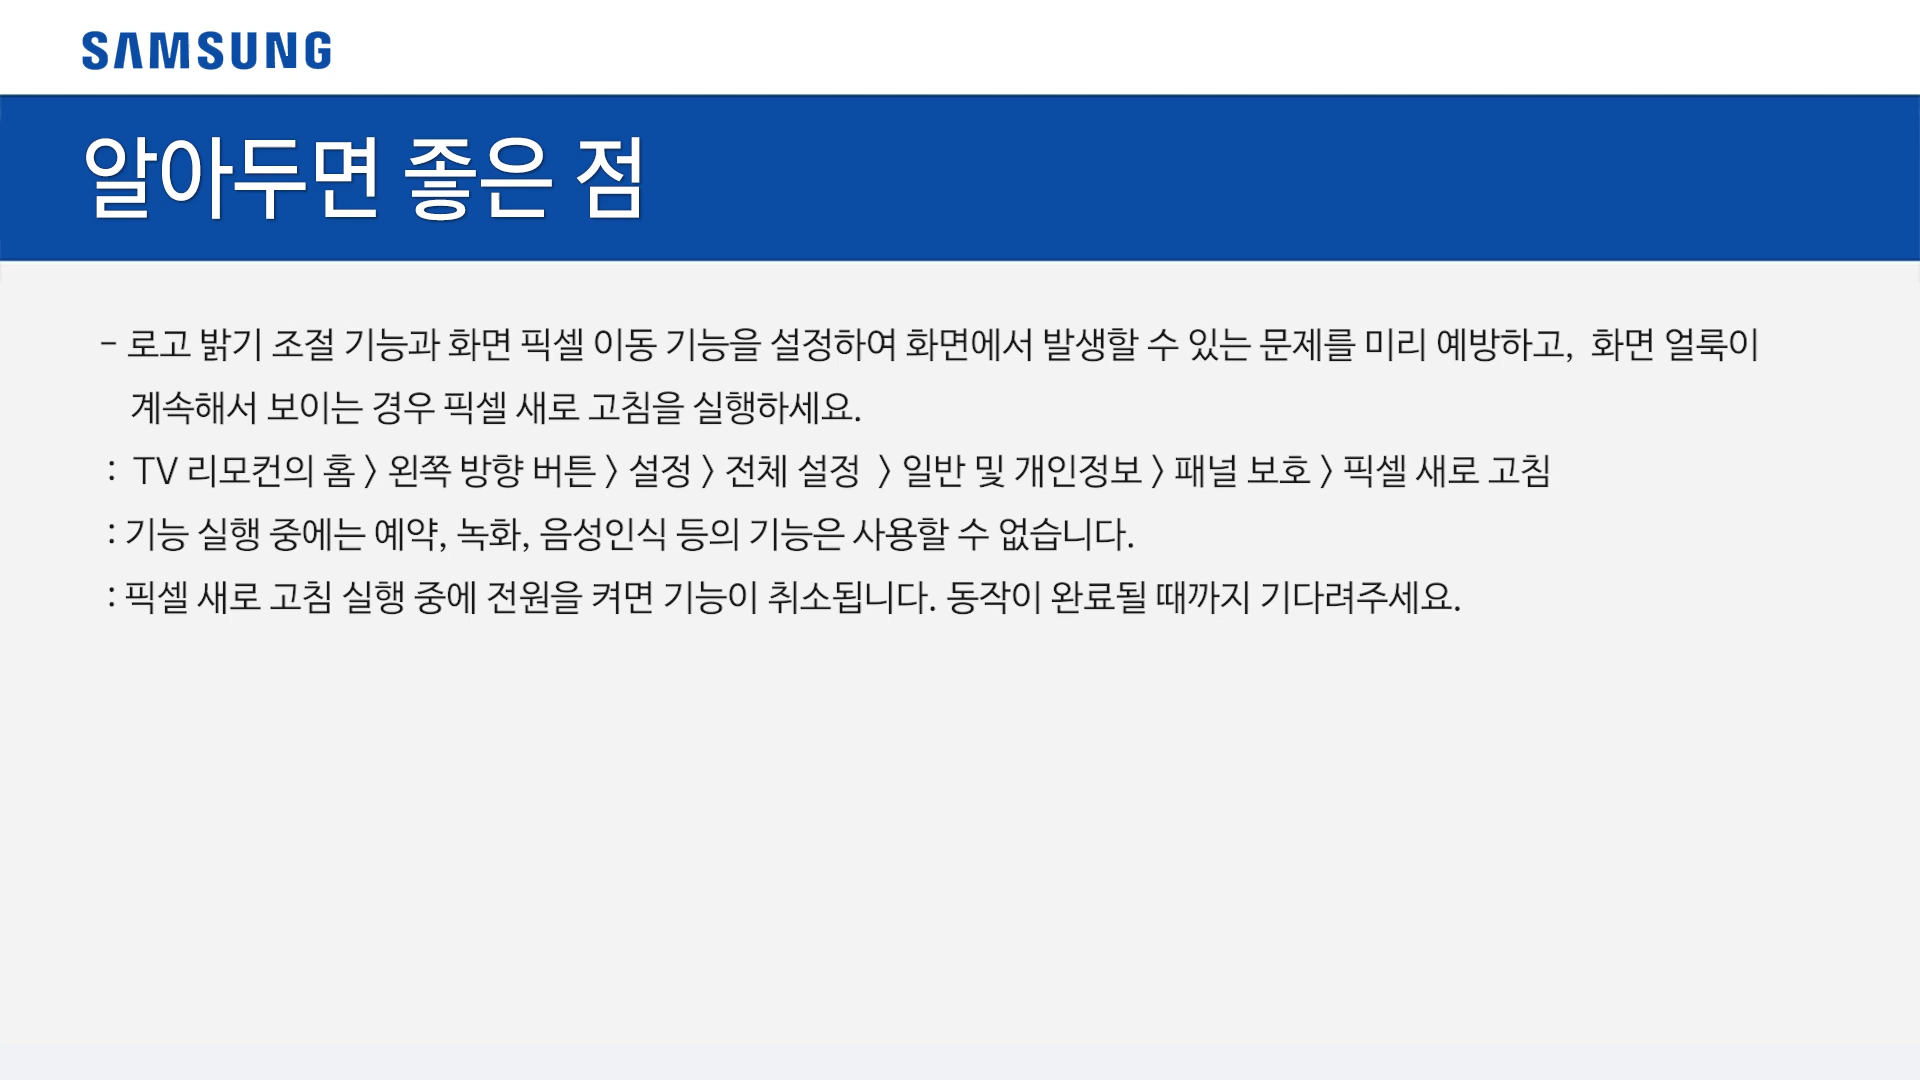 SAMSUNG
알아두면 좋은 점
- 로고 밝기 조절 기능과 화면 픽셀 이동 기능을 설정하여 화면에서 발생할 수 있는 문제를 미리 예방하고, 화면 얼룩이
계속해서 보이는 경우 픽셀 새로 고침을 실행하세요.
: TV 리모컨의 홈 > 왼쪽 방향 버튼 > 설정 > 전체 설정 > 일반 및 개인정보 > 패널 보호 > 픽셀 새로 고침
: 기능 실행 중에는 예약, 녹화, 음성인식 등의 기능은 사용할 수 없습니다.
: 픽셀 새로 고침 실행 중에 전원을 켜면 기능이 취소됩니다. 동작이 완료될 때까지 기다려주세요.